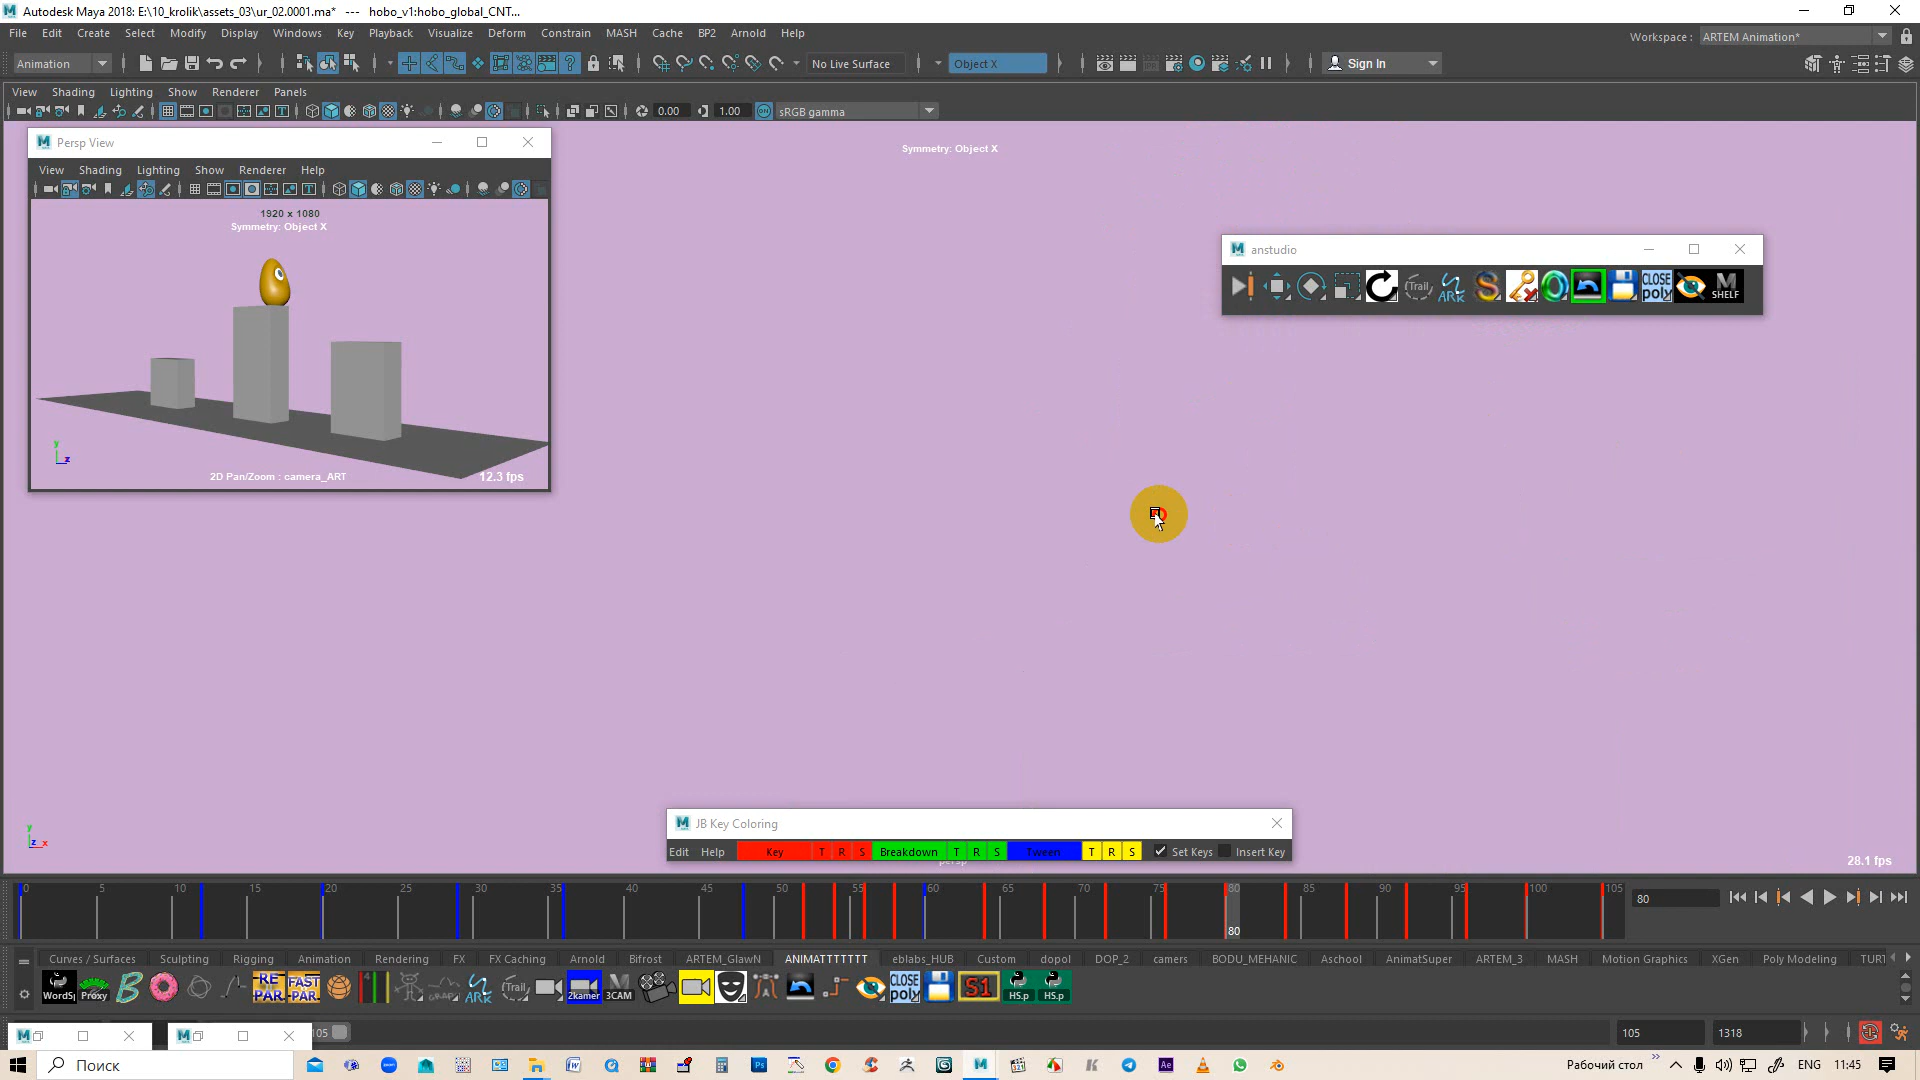 Autodesk Maya 2018: E:\10_krolik\assets_03\ur_02.0001.ma*   ---   hobo_v1:hobo_global_CNT...
File Edit Create Select Modify Display Windows Key Playback Visualize Deform Constrain MASH Cache BP2 Arnold Help
Workspace : ARTEM Animation*
Animation No Live Surface Object X Sign In
View Shading Lighting Show Renderer Panels
0.00 1.00 ON sRGB gamma
Persp View
View Shading Lighting Show Renderer Help
1920 x 1080
Symmetry: Object X
y
z
2D Pan/Zoom : camera_ART
12.3 fps
Symmetry: Object X
anstudio
(Trail ARK CLOSE poly M SHELF
y
z x
JB Key Coloring
Edit Help Key T R S Breakdown T R S Tween T R S Set Keys Insert Key
persp
28.1 fps
0 5 10 15 20 25 30 35 40 45 50 55 60 65 70 75 80 85 90 95 100 105
80
80
Curves / Surfaces Sculpting Rigging Animation Rendering FX FX Caching Arnold Bifrost ARTEM_GlawN ANIMATTTTTTT eblabs_HUB Custom dopol DOP_2 camers BODU_MEHANIC Aschool AnimatSuper ARTEM_3 MASH Motion Graphics XGen Poly Modeling TURT
WordS Proxy B RE PAR FAST PAR 4 GRAP ARK (Trail 2kamer M 3CAM CLOSE poly S1 HS.p HS.p
105 105 1318
Поиск
Рабочий стол
ENG 11:45